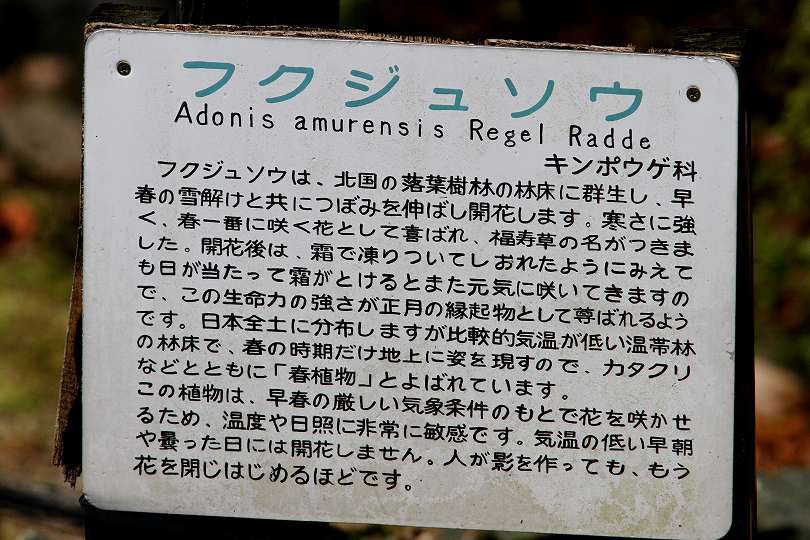 フクジュソウ
Adonis amurensis Regel Radde
キンポウゲ科
フクジュソウは、北国の落葉樹林の林床に群生し、早
春の雪解けと共につぼみを伸ばし開花します。寒さに強
く、春一番に咲く花として喜ばれ、福寿草の名がつきま
した。開花後は、霜で凍りついてしおれたようにみえて
も日が当たって霜がとけるとまた元気に咲いてきますの
で、この生命力の強さが正月の縁起物として尊ばれるよう
です。日本全土に分布しますが比較的気温が低い温帯林
の林床で、春の時期だけ地上に姿を現すので、カタクリ
などとともに「春植物」とよばれています。
この植物は、早春の厳しい気象条件のもとで花を咲かせ
るため、温度や日照に非常に敏感です。気温の低い早朝
や曇った日には開花しません。人が影を作っても、もう
花を閉じはじめるほどです。